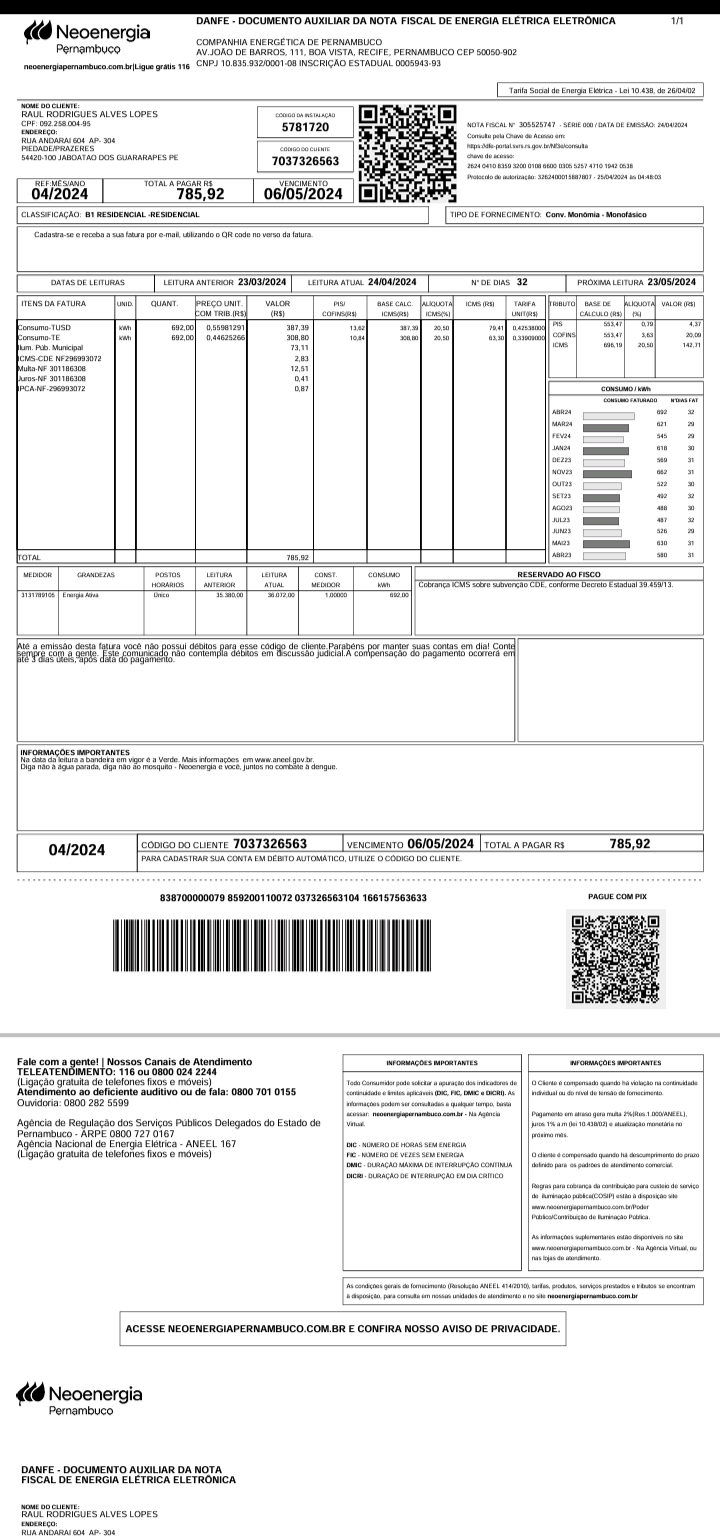 Neoenergia
Pernambuco
neoenergiapernambuco.com.br|Ligue grátis 116
DANFE - DOCUMENTO AUXILIAR DA NOTA FISCAL DE ENERGIA ELÉTRICA ELETRÔNICA
1/1
COMPANHIA ENERGÉTICA DE PERNAMBUCO
AV.JOÃO DE BARROS, 111, BOA VISTA, RECIFE, PERNAMBUCO CEP 50050-902
CNPJ 10.835.932/0001-08 INSCRIÇÃO ESTADUAL 0005943-93
Tarifa Social de Energia Elétrica - Lei 10.438, de 26/04/02
NOME DO CLIENTE:
RAUL RODRIGUES ALVES LOPES
CPF: 092.258.004-95
ENDEREÇO:
RUA ANDARAI 604 AP- 304
PIEDADE/PRAZERES
54420-100 JABOATAO DOS GUARARAPES PE
CÓDIGO DA INSTALAÇÃO
5781720
CÓDIGO DO CLIENTE
7037326563
NOTA FISCAL N° 305525747 - SÉRIE 000 / DATA DE EMISSÃO: 24/04/2024
Consulte pela Chave de Acesso em:
https://dfe-portal.svrs.rs.gov.br/Nf3e/consulta
chave de acesso:
2624 0410 8359 3200 0108 6600 0305 5257 4710 1942 0538
Protocolo de autorização: 3262400015887807 - 25/04/2024 às 04:48:03
REF:MÊS/ANO TOTAL A PAGAR R$ VENCIMENTO
04/2024 785,92 06/05/2024
CLASSIFICAÇÃO: B1 RESIDENCIAL -RESIDENCIAL
TIPO DE FORNECIMENTO: Conv. Monômia - Monofásico
Cadastra-se e receba a sua fatura por e-mail, utilizando o QR code no verso da fatura.
DATAS DE LEITURAS LEITURA ANTERIOR 23/03/2024 LEITURA ATUAL 24/04/2024 N° DE DIAS 32 PRÓXIMA LEITURA 23/05/2024
ITENS DA FATURA UNID. QUANT. PREÇO UNIT. COM TRIB.(R$) VALOR (R$) PIS/ COFINS(R$) BASE CALC. ICMS(R$) ALÍQUOTA ICMS(%) ICMS (R$) TARIFA UNIT(R$)
Consumo-TUSD kWh 692,00 0,55981291 387,39 13,62 387,39 20,50 79,41 0,42538000
Consumo-TE kWh 692,00 0,44625266 308,80 10,84 308,80 20,50 63,30 0,33909000
Ilum. Púb. Municipal 73,11
ICMS-CDE NF296993072 2,83
Multa-NF 301186308 12,51
Juros-NF 301186308 0,41
IPCA-NF-296993072 0,87
TOTAL 785,92
TRIBUTO BASE DE CÁLCULO (R$) ALÍQUOTA (%) VALOR (R$)
PIS 553,47 0,79 4,37
COFINS 553,47 3,63 20,09
ICMS 696,19 20,50 142,71
CONSUMO / kWh
CONSUMO FATURADO N°DIAS FAT
ABR24 692 32
MAR24 621 29
FEV24 545 29
JAN24 618 30
DEZ23 569 31
NOV23 662 31
OUT23 522 30
SET23 492 32
AGO23 488 30
JUL23 487 32
JUN23 526 29
MAI23 630 31
ABR23 580 31
MEDIDOR GRANDEZAS POSTOS HORÁRIOS LEITURA ANTERIOR LEITURA ATUAL CONST. MEDIDOR CONSUMO kWh
3131789105 Energia Ativa Único 35.380,00 36.072,00 1,00000 692,00
RESERVADO AO FISCO
Cobrança ICMS sobre subvenção CDE, conforme Decreto Estadual 39.459/13.
Até a emissão desta fatura você não possui débitos para esse código de cliente.Parabéns por manter suas contas em dia! Conte
sempre com a gente. Este comunicado não contempla débitos em discussão judicial.A compensação do pagamento ocorrerá em
até 3 dias úteis, após data do pagamento.
INFORMAÇÕES IMPORTANTES
Na data da leitura a bandeira em vigor é a Verde. Mais informações em www.aneel.gov.br.
Diga não à água parada, diga não ao mosquito - Neoenergia e você, juntos no combate à dengue.
04/2024
CÓDIGO DO CLIENTE 7037326563 VENCIMENTO 06/05/2024 TOTAL A PAGAR R$ 785,92
PARA CADASTRAR SUA CONTA EM DÉBITO AUTOMÁTICO, UTILIZE O CÓDIGO DO CLIENTE.
838700000079 859200110072 037326563104 166157563633
PAGUE COM PIX
Fale com a gente! | Nossos Canais de Atendimento
TELEATENDIMENTO: 116 ou 0800 024 2244
(Ligação gratuita de telefones fixos e móveis)
Atendimento ao deficiente auditivo ou de fala: 0800 701 0155
Ouvidoria: 0800 282 5599
Agência de Regulação dos Serviços Públicos Delegados do Estado de
Pernambuco - ARPE 0800 727 0167
Agência Nacional de Energia Elétrica - ANEEL 167
(Ligação gratuita de telefones fixos e móveis)
INFORMAÇÕES IMPORTANTES
Todo Consumidor pode solicitar a apuração dos indicadores de
continuidade e limites aplicáveis (DIC, FIC, DMIC e DICRI). As
informações podem ser consultadas a qualquer tempo, basta
acessar: neoenergiapernambuco.com.br - Na Agência
Virtual.
DIC - NÚMERO DE HORAS SEM ENERGIA
FIC - NÚMERO DE VEZES SEM ENERGIA
DMIC - DURAÇÃO MÁXIMA DE INTERRUPÇÃO CONTINUA
DICRI - DURAÇÃO DE INTERRUPÇÃO EM DIA CRÍTICO
INFORMAÇÕES IMPORTANTES
O Cliente é compensado quando há violação na continuidade
individual ou do nível de tensão de fornecimento.
Pagamento em atraso gera multa 2%(Res.1.000/ANEEL),
juros 1% a.m (lei 10.438/02) e atualização monetária no
próximo mês.
O cliente é compensado quando há descumprimento do prazo
definido para os padrões de atendimento comercial.
Regras para cobrança da contribuição para custeio de serviço
de iluminação pública(COSIP) estão à disposição site
www.neoenergiapernambuco.com.br/Poder
Público/Contribuição de Iluminação Pública.
As informações suplementares estão disponíveis no site
www.neoenergiapernambuco.com.br - Na Agência Virtual, ou
nas lojas de atendimento.
As condições gerais de fornecimento (Resolução ANEEL 414/2010), tarifas, produtos, serviços prestados e tributos se encontram
à disposição, para consulta em nossas unidades de atendimento e no site neoenergiapernambuco.com.br
ACESSE NEOENERGIAPERNAMBUCO.COM.BR E CONFIRA NOSSO AVISO DE PRIVACIDADE.
Neoenergia
Pernambuco
DANFE - DOCUMENTO AUXILIAR DA NOTA
FISCAL DE ENERGIA ELÉTRICA ELETRÔNICA
NOME DO CLIENTE:
RAUL RODRIGUES ALVES LOPES
ENDEREÇO:
RUA ANDARAI 604 AP- 304